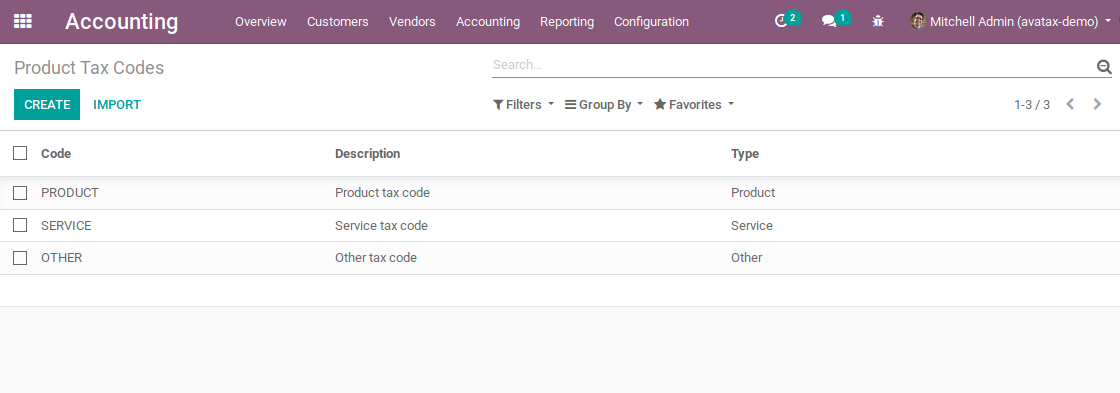 Accounting Overview Customers Vendors Accounting Reporting Configuration 2 1 Mitchell Admin (avatax-demo)
Product Tax Codes Search...
CREATE IMPORT Filters Group By Favorites 1-3 / 3
Code Description Type
PRODUCT Product tax code Product
SERVICE Service tax code Service
OTHER Other tax code Other